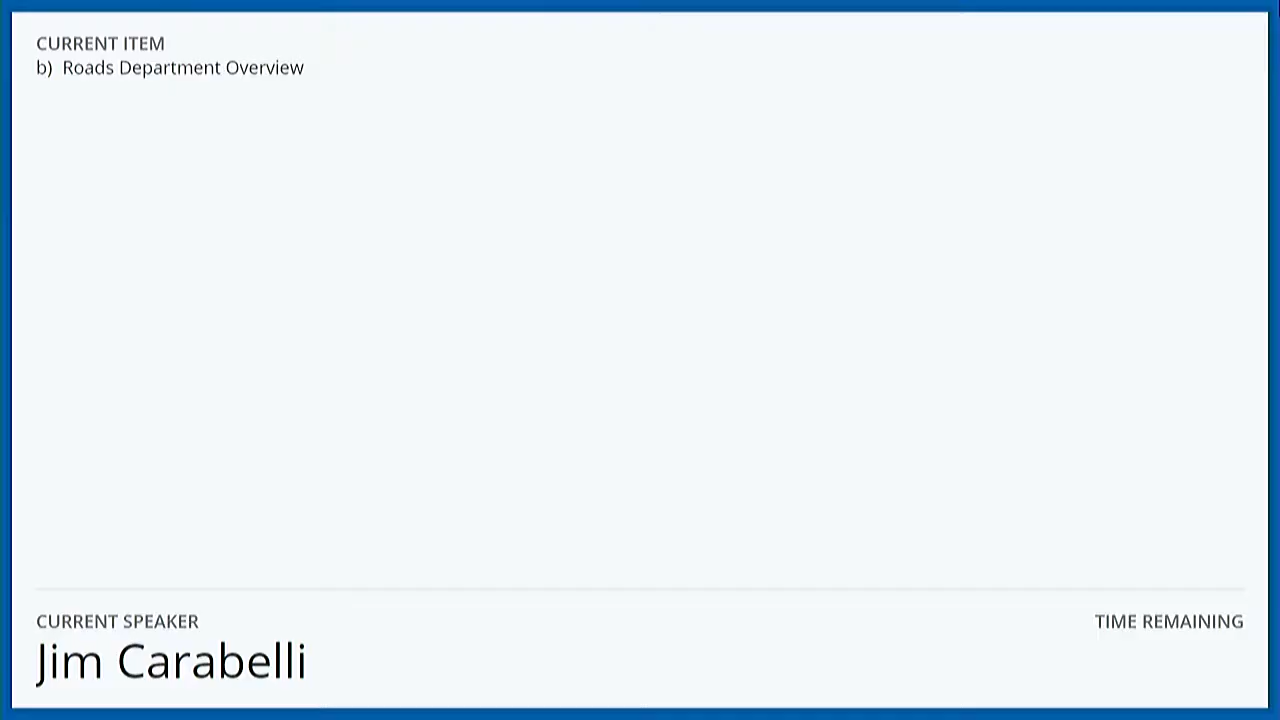 CURRENT ITEM
b) Roads Department Overview
CURRENT SPEAKER
TIME REMAINING
Jim Carabelli